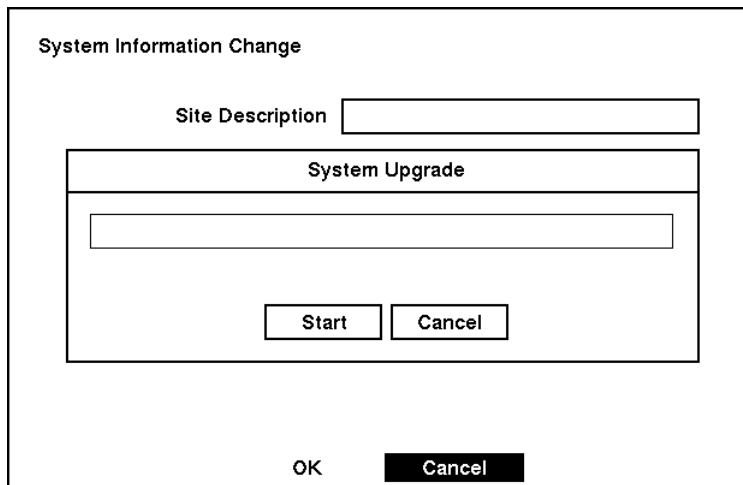 System Information Change
Site Description
System Upgrade
Start Cancel
OK Cancel